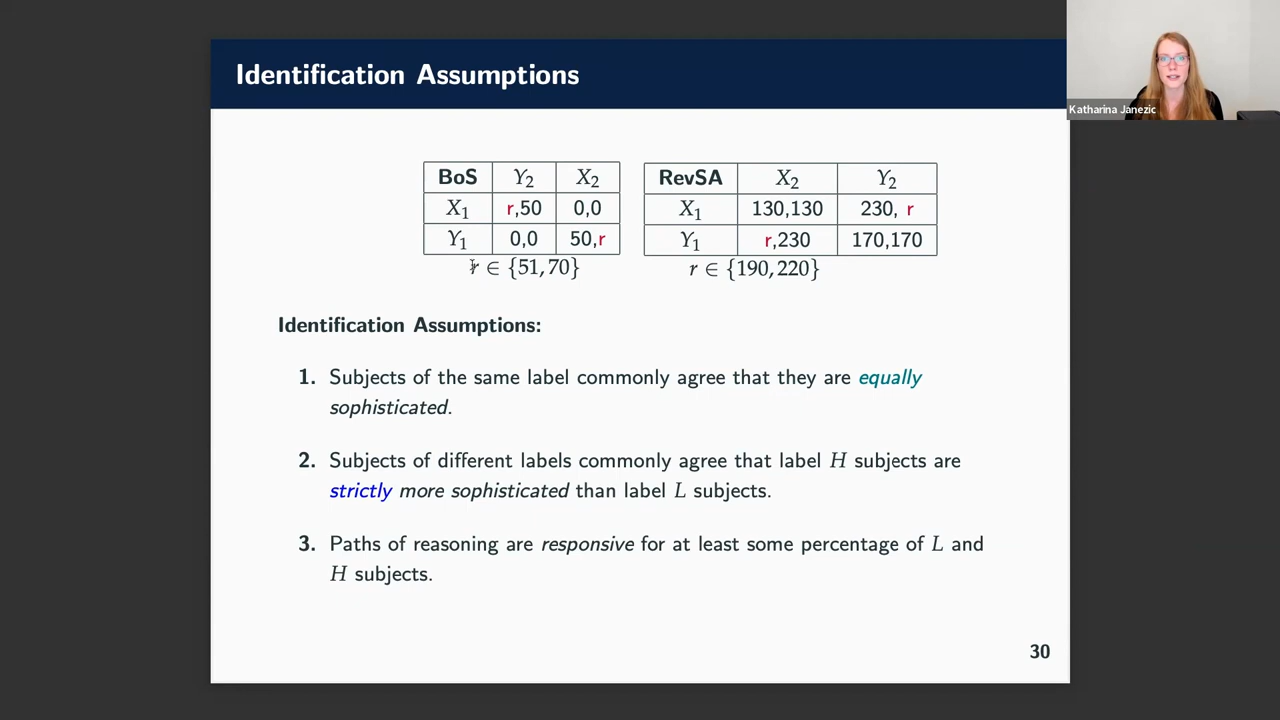 Identification Assumptions
Katharina Janezic
BoS Y2 X2
X1 r,50 0,0
Y1 0,0 50,r
r ∈ {51, 70}
RevSA X2 Y2
X1 130,130 230, r
Y1 r,230 170,170
r ∈ {190, 220}
Identification Assumptions:
1. Subjects of the same label commonly agree that they are equally
sophisticated.
2. Subjects of different labels commonly agree that label H subjects are
strictly more sophisticated than label L subjects.
3. Paths of reasoning are responsive for at least some percentage of L and
H subjects.
30